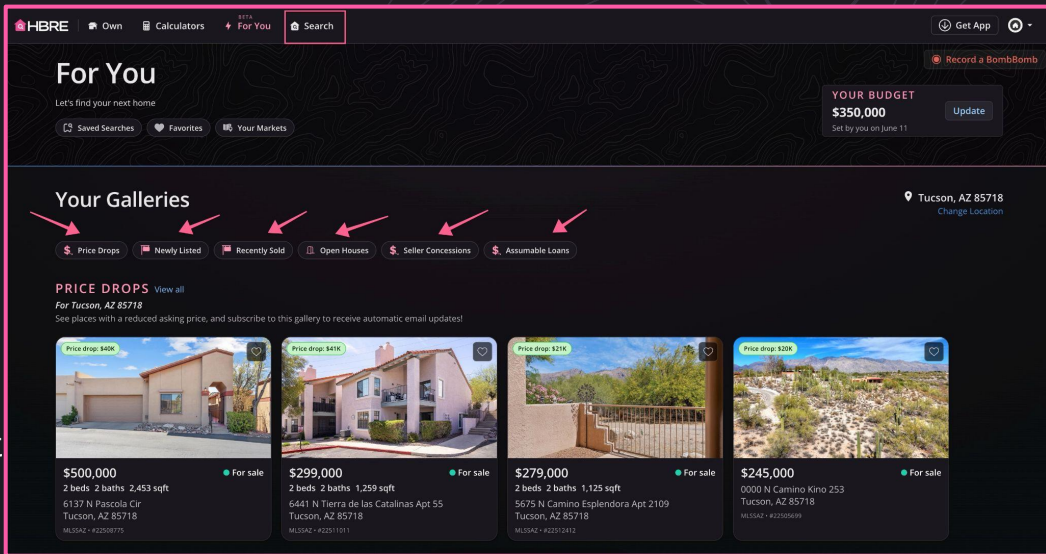 HBRE
Own
Calculators
BETA
For You
Search
Get App
Record a BombBomb
For You
Let's find your next home
Saved Searches
Favorites
Your Markets
YOUR BUDGET
$350,000
Set by you on June 11
Update
Your Galleries
Tucson, AZ 85718
Change Location
Price Drops
Newly Listed
Recently Sold
Open Houses
Seller Concessions
Assumable Loans
PRICE DROPS View all
For Tucson, AZ 85718
See places with a reduced asking price, and subscribe to this gallery to receive automatic email updates!
Price drop: $40K
$500,000
For sale
2 beds 2 baths 2,453 sqft
6137 N Pascola Cir
Tucson, AZ 85718
MLSSAZ • #22508775
Price drop: $41K
$299,000
For sale
2 beds 2 baths 1,259 sqft
6441 N Tierra de las Catalinas Apt 55
Tucson, AZ 85718
MLSSAZ • #22511011
Price drop: $21K
$279,000
For sale
2 beds 2 baths 1,125 sqft
5675 N Camino Esplendora Apt 2109
Tucson, AZ 85718
MLSSAZ • #22512412
Price drop: $20K
$245,000
For sale
0000 N Camino Kino 253
Tucson, AZ 85718
MLSSAZ • #22505699